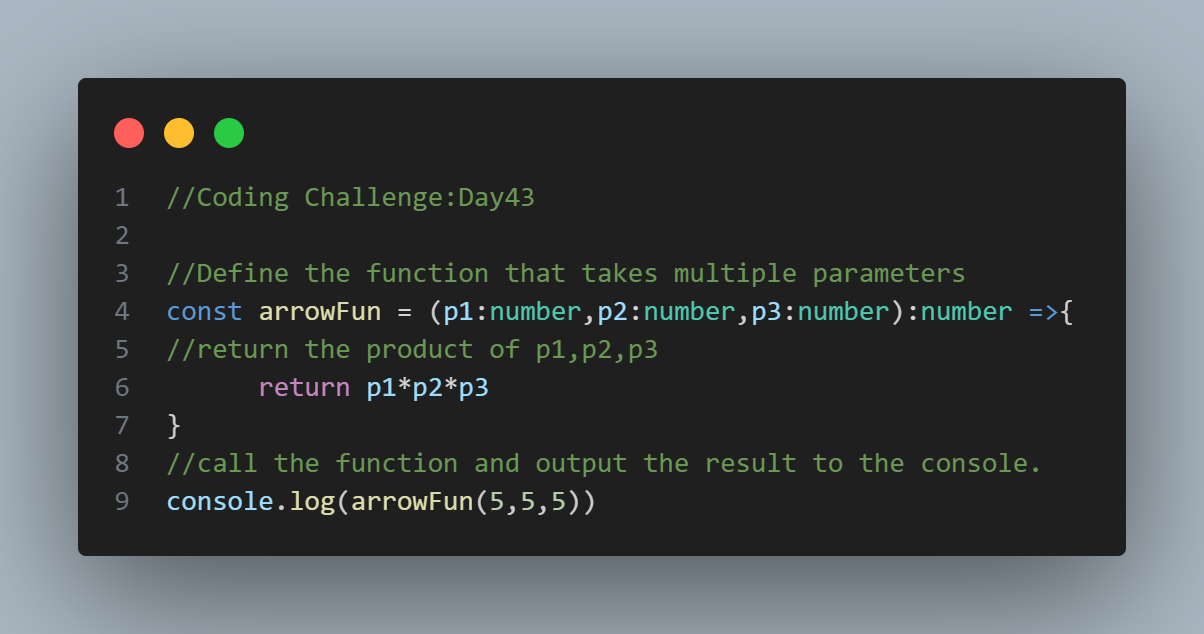 1 //Coding Challenge:Day43
2
3 //Define the function that takes multiple parameters
4 const arrowFun = (p1:number,p2:number,p3:number):number =>{
5 //return the product of p1,p2,p3
6       return p1*p2*p3
7 }
8 //call the function and output the result to the console.
9 console.log(arrowFun(5,5,5))